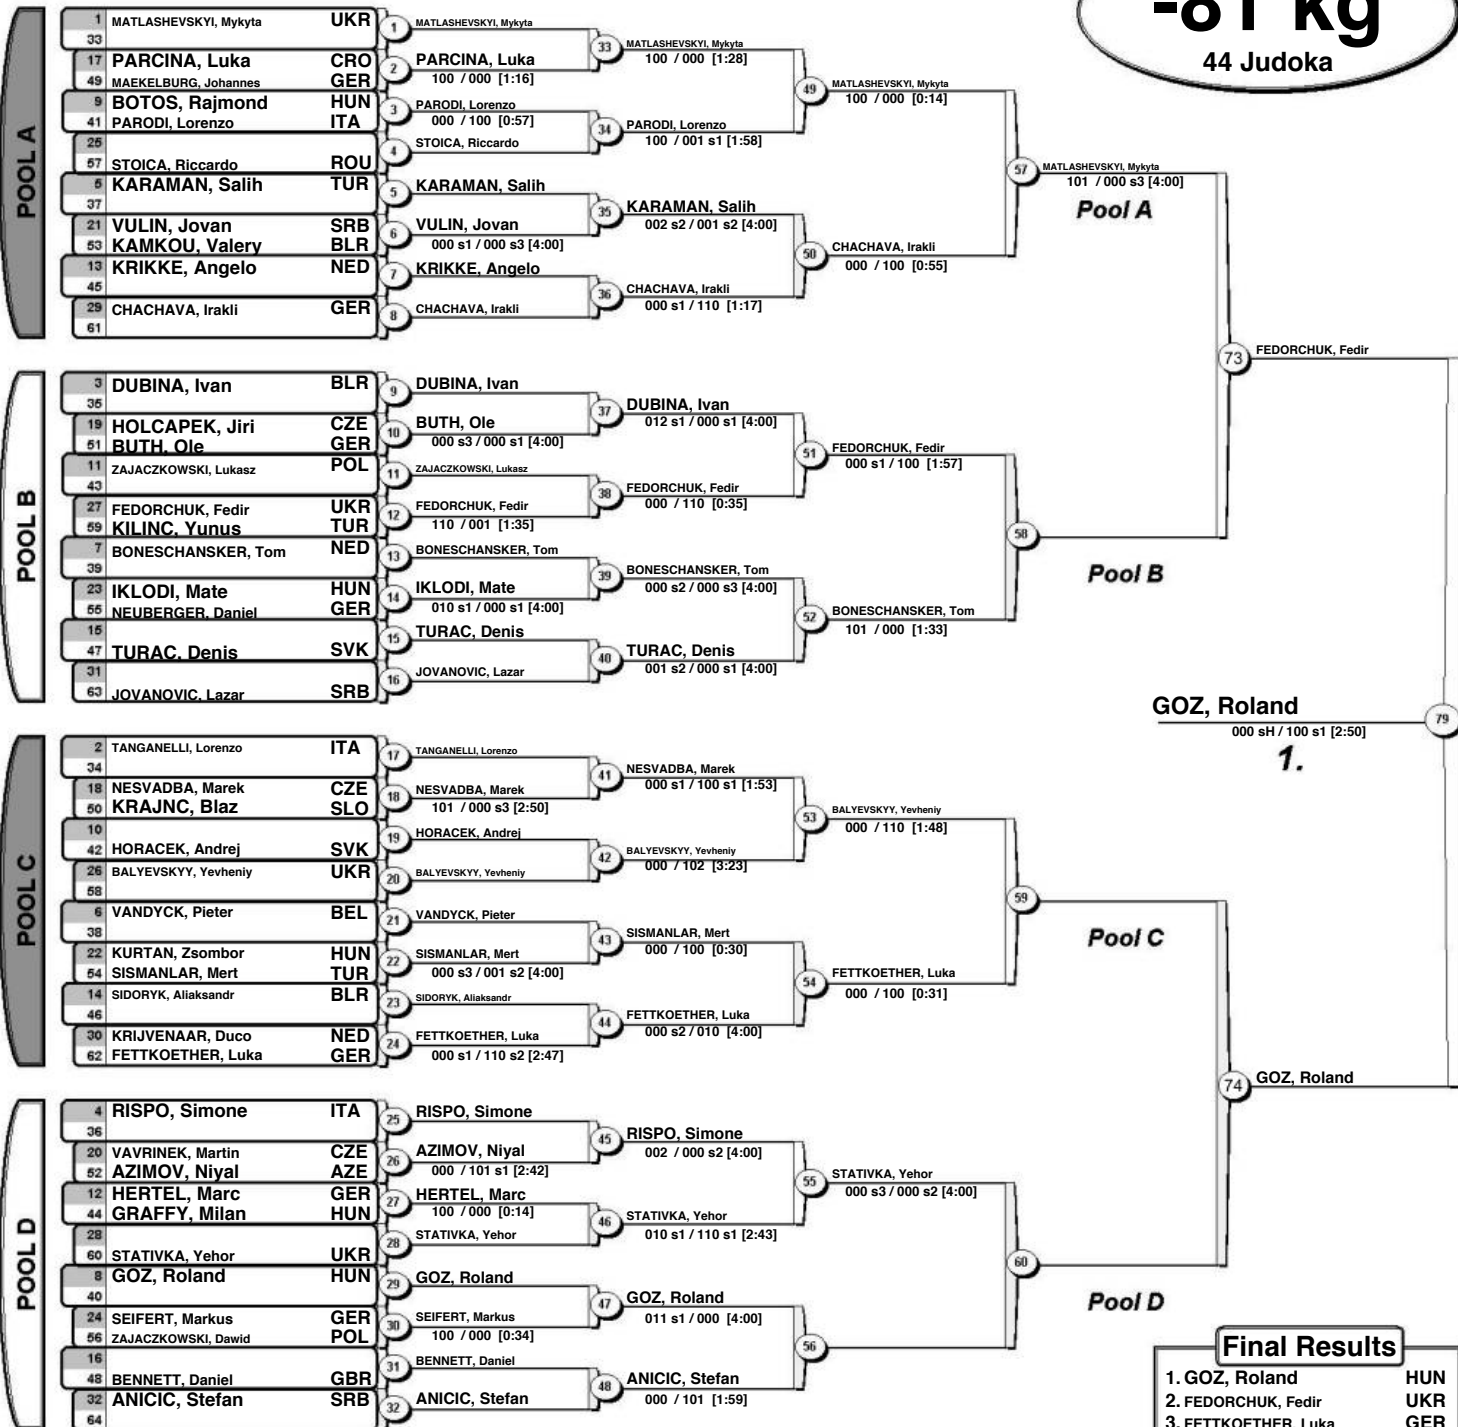 -81 kg
44 Judoka
POOL A
1 MATLASHEVSKYI, Mykyta UKR
33
17 PARCINA, Luka CRO
49 MAEKELBURG, Johannes GER
9 BOTOS, Rajmond HUN
41 PARODI, Lorenzo ITA
25
57 STOICA, Riccardo ROU
5 KARAMAN, Salih TUR
37
21 VULIN, Jovan SRB
53 KAMKOU, Valery BLR
13 KRIKKE, Angelo NED
45
29 CHACHAVA, Irakli GER
61
1 MATLASHEVSKYI, Mykyta
2 PARCINA, Luka
100 / 000 [1:16]
3 PARODI, Lorenzo
000 / 100 [0:57]
4 STOICA, Riccardo
5 KARAMAN, Salih
6 VULIN, Jovan
000 s1 / 000 s3 [4:00]
7 KRIKKE, Angelo
8 CHACHAVA, Irakli
33 MATLASHEVSKYI, Mykyta
100 / 000 [1:28]
34 PARODI, Lorenzo
100 / 001 s1 [1:58]
35 KARAMAN, Salih
002 s2 / 001 s2 [4:00]
36 CHACHAVA, Irakli
000 s1 / 110 [1:17]
49 MATLASHEVSKYI, Mykyta
100 / 000 [0:14]
50 CHACHAVA, Irakli
000 / 100 [0:55]
57 MATLASHEVSKYI, Mykyta
101 / 000 s3 [4:00]
Pool A
POOL B
3 DUBINA, Ivan BLR
35
19 HOLCAPEK, Jiri CZE
51 BUTH, Ole GER
11 ZAJACZKOWSKI, Lukasz POL
43
27 FEDORCHUK, Fedir UKR
59 KILINC, Yunus TUR
7 BONESCHANSKER, Tom NED
39
23 IKLODI, Mate HUN
55 NEUBERGER, Daniel GER
15
47 TURAC, Denis SVK
31
63 JOVANOVIC, Lazar SRB
9 DUBINA, Ivan
10 BUTH, Ole
000 s3 / 000 s1 [4:00]
11 ZAJACZKOWSKI, Lukasz
12 FEDORCHUK, Fedir
110 / 001 [1:35]
13 BONESCHANSKER, Tom
14 IKLODI, Mate
010 s1 / 000 s1 [4:00]
15 TURAC, Denis
16 JOVANOVIC, Lazar
37 DUBINA, Ivan
012 s1 / 000 s1 [4:00]
38 FEDORCHUK, Fedir
000 / 110 [0:35]
39 BONESCHANSKER, Tom
000 s2 / 000 s3 [4:00]
40 TURAC, Denis
001 s2 / 000 s1 [4:00]
51 FEDORCHUK, Fedir
000 s1 / 100 [1:57]
52 BONESCHANSKER, Tom
101 / 000 [1:33]
58
Pool B
73 FEDORCHUK, Fedir
GOZ, Roland 79
000 sH / 100 s1 [2:50]
1.
POOL C
2 TANGANELLI, Lorenzo ITA
34
18 NESVADBA, Marek CZE
50 KRAJNC, Blaz SLO
10
42 HORACEK, Andrej SVK
26 BALYEVSKYY, Yevheniy UKR
58
6 VANDYCK, Pieter BEL
38
22 KURTAN, Zsombor HUN
54 SISMANLAR, Mert TUR
14 SIDORYK, Aliaksandr BLR
46
30 KRIJVENAAR, Duco NED
62 FETTKOETHER, Luka GER
17 TANGANELLI, Lorenzo
18 NESVADBA, Marek
101 / 000 s3 [2:50]
19 HORACEK, Andrej
20 BALYEVSKYY, Yevheniy
21 VANDYCK, Pieter
22 SISMANLAR, Mert
000 s3 / 001 s2 [4:00]
23 SIDORYK, Aliaksandr
24 FETTKOETHER, Luka
000 s1 / 110 s2 [2:47]
41 NESVADBA, Marek
000 s1 / 100 s1 [1:53]
42 BALYEVSKYY, Yevheniy
000 / 102 [3:23]
43 SISMANLAR, Mert
000 / 100 [0:30]
44 FETTKOETHER, Luka
000 s2 / 010 [4:00]
53 BALYEVSKYY, Yevheniy
000 / 110 [1:48]
54 FETTKOETHER, Luka
000 / 100 [0:31]
59
Pool C
74 GOZ, Roland
POOL D
4 RISPO, Simone ITA
36
20 VAVRINEK, Martin CZE
52 AZIMOV, Niyal AZE
12 HERTEL, Marc GER
44 GRAFFY, Milan HUN
28
60 STATIVKA, Yehor UKR
8 GOZ, Roland HUN
40
24 SEIFERT, Markus GER
56 ZAJACZKOWSKI, Dawid POL
16
48 BENNETT, Daniel GBR
32 ANICIC, Stefan SRB
64
25 RISPO, Simone
26 AZIMOV, Niyal
000 / 101 s1 [2:42]
27 HERTEL, Marc
100 / 000 [0:14]
28 STATIVKA, Yehor
29 GOZ, Roland
30 SEIFERT, Markus
100 / 000 [0:34]
31 BENNETT, Daniel
32 ANICIC, Stefan
45 RISPO, Simone
002 / 000 s2 [4:00]
46 STATIVKA, Yehor
010 s1 / 110 s1 [2:43]
47 GOZ, Roland
011 s1 / 000 [4:00]
48 ANICIC, Stefan
000 / 101 [1:59]
55 STATIVKA, Yehor
000 s3 / 000 s2 [4:00]
56
60
Pool D
Final Results
1. GOZ, Roland HUN
2. FEDORCHUK, Fedir UKR
3. FETTKOETHER, Luka GER